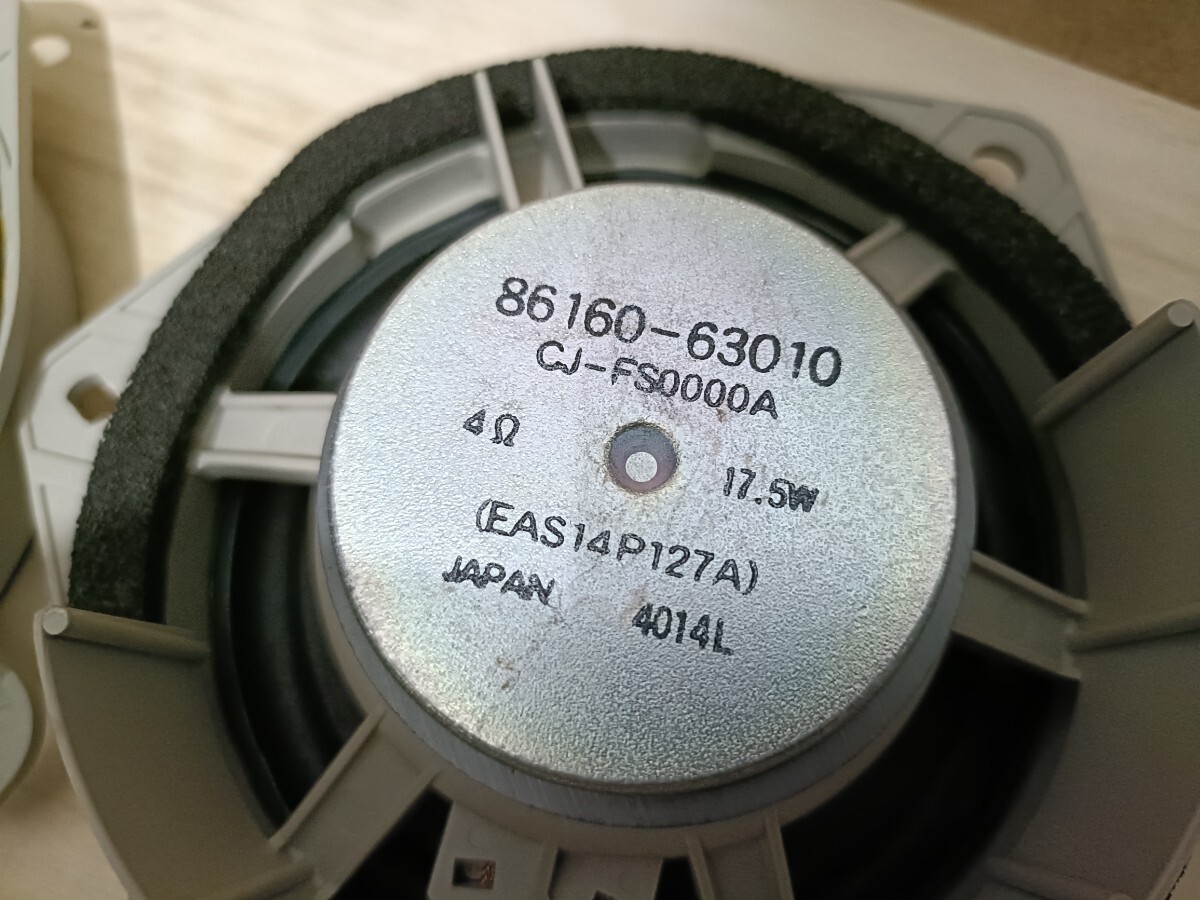 86160-63010
CJ-FS0000A
4Ω 17.5W
(EAS14P127A)
JAPAN 4014L